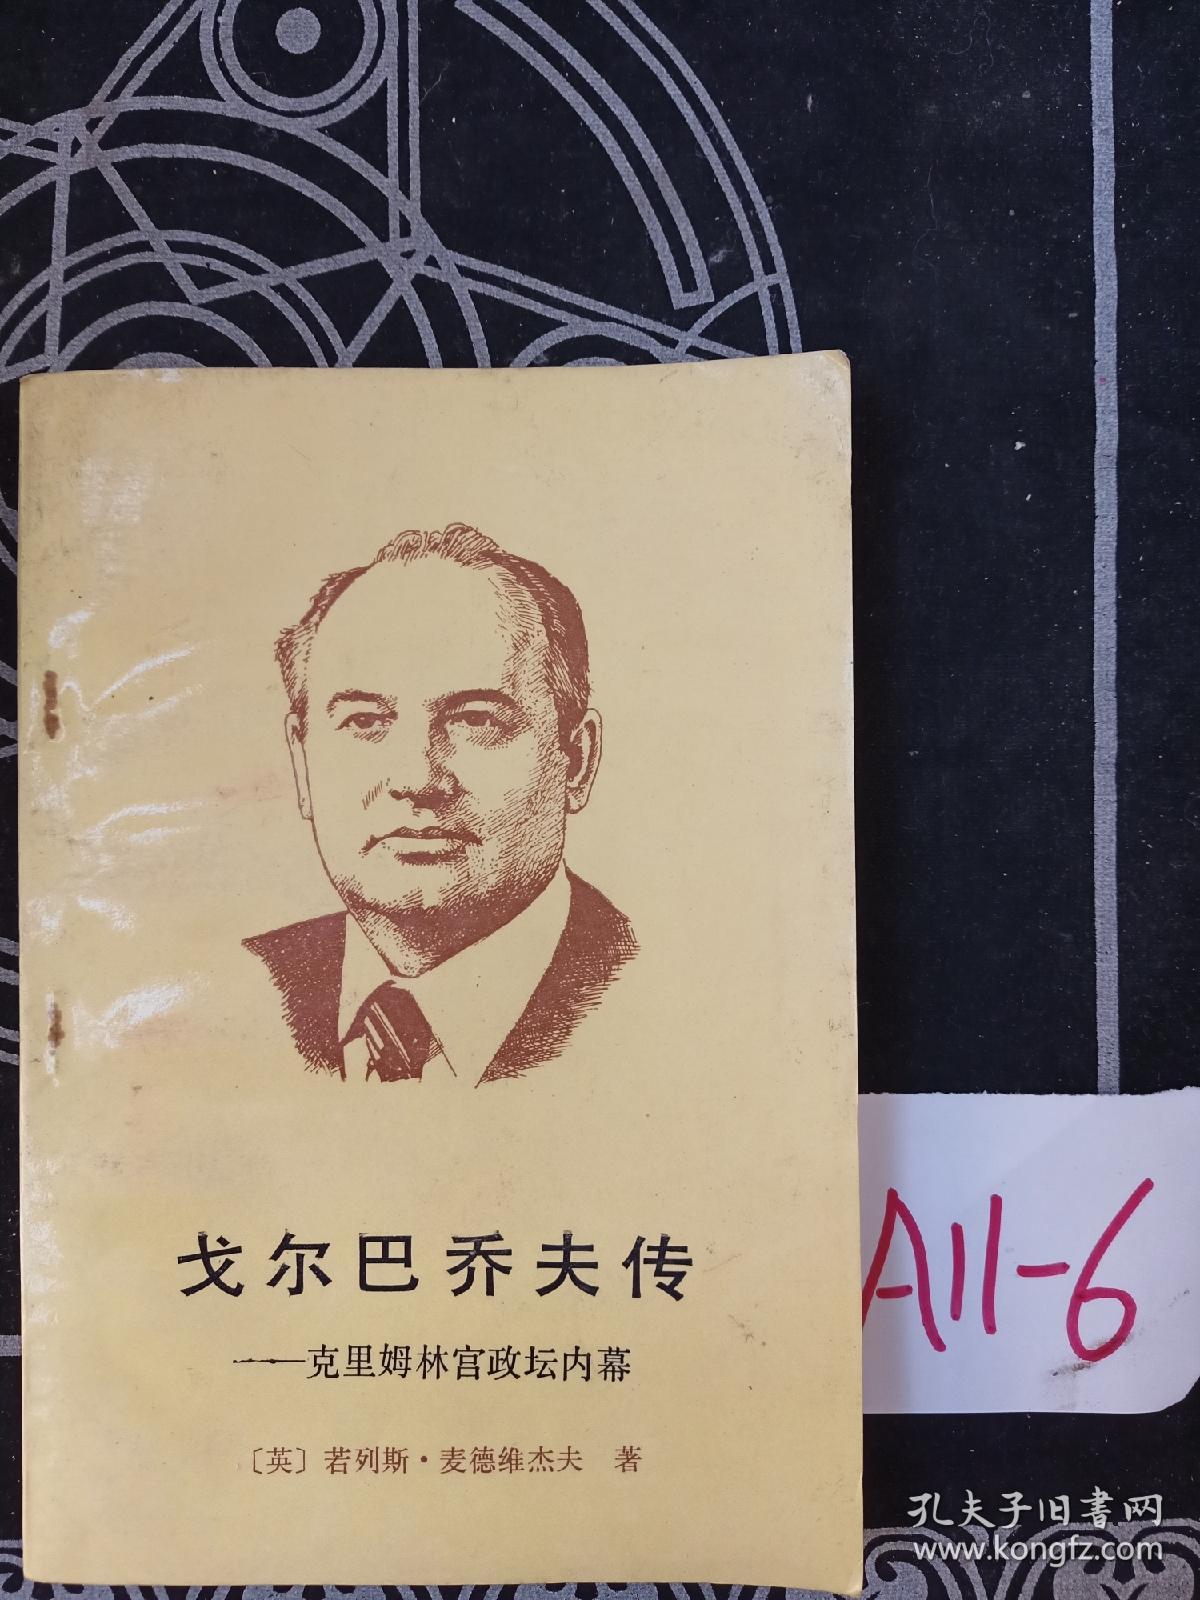 戈尔巴乔夫传
——克里姆林宫政坛内幕
〔英〕若列斯·麦德维杰夫 著
A11-6
孔夫子旧書网
www.kongfz.com